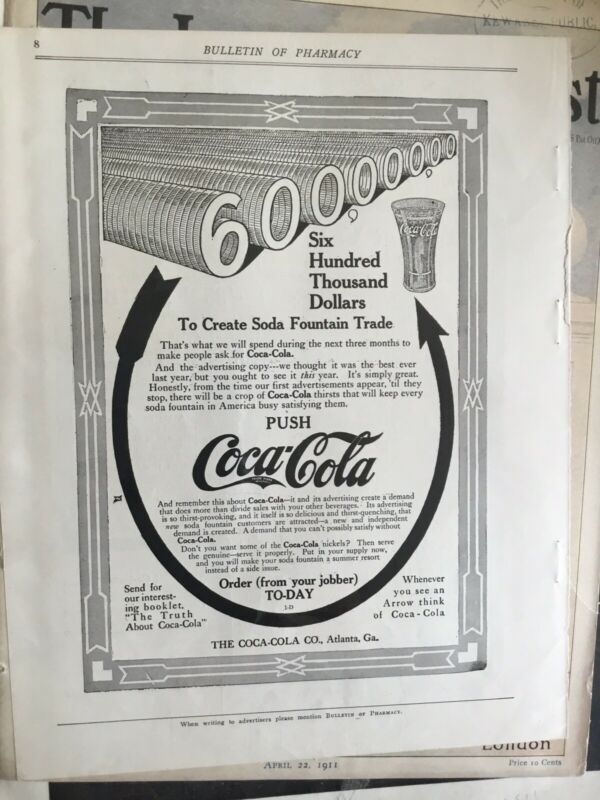 KEWANEE PUBLIC
8
BULLETIN OF PHARMACY
st
600,000.00
Six
Hundred
Thousand
Dollars
Coca-Cola
To Create Soda Fountain Trade
That's what we will spend during the next three months to
make people ask for Coca-Cola.
And the advertising copy---we thought it was the best ever
last year, but you ought to see it this year. It's simply great.
Honestly, from the time our first advertisements appear, 'til they
stop, there will be a crop of Coca-Cola thirsts that will keep every
soda fountain in America busy satisfying them.
PUSH
Coca-Cola
And remember this about Coca-Cola—it and its advertising create a demand
that does more than divide sales with your other beverages. Its advertising
is so thirst-provoking, and it itself is so delicious and thirst-quenching, that
new soda fountain customers are attracted—a new and independent
demand is created. A demand that you can't possibly satisfy without
Coca-Cola.
Don't you want some of the Coca-Cola nickels? Then serve
the genuine—serve it properly. Put in your supply now,
and you will make your soda fountain a summer resort
instead of a side issue.
Order (from your jobber)
TO-DAY
Send for
our interest-
ing booklet,
"The Truth
About Coca-Cola"
Whenever
you see an
Arrow think
of Coca-Cola
THE COCA-COLA CO., Atlanta, Ga.
When writing to advertisers please mention BULLETIN OF PHARMACY.
London
APRIL 22, 1911
Price 10 Cents